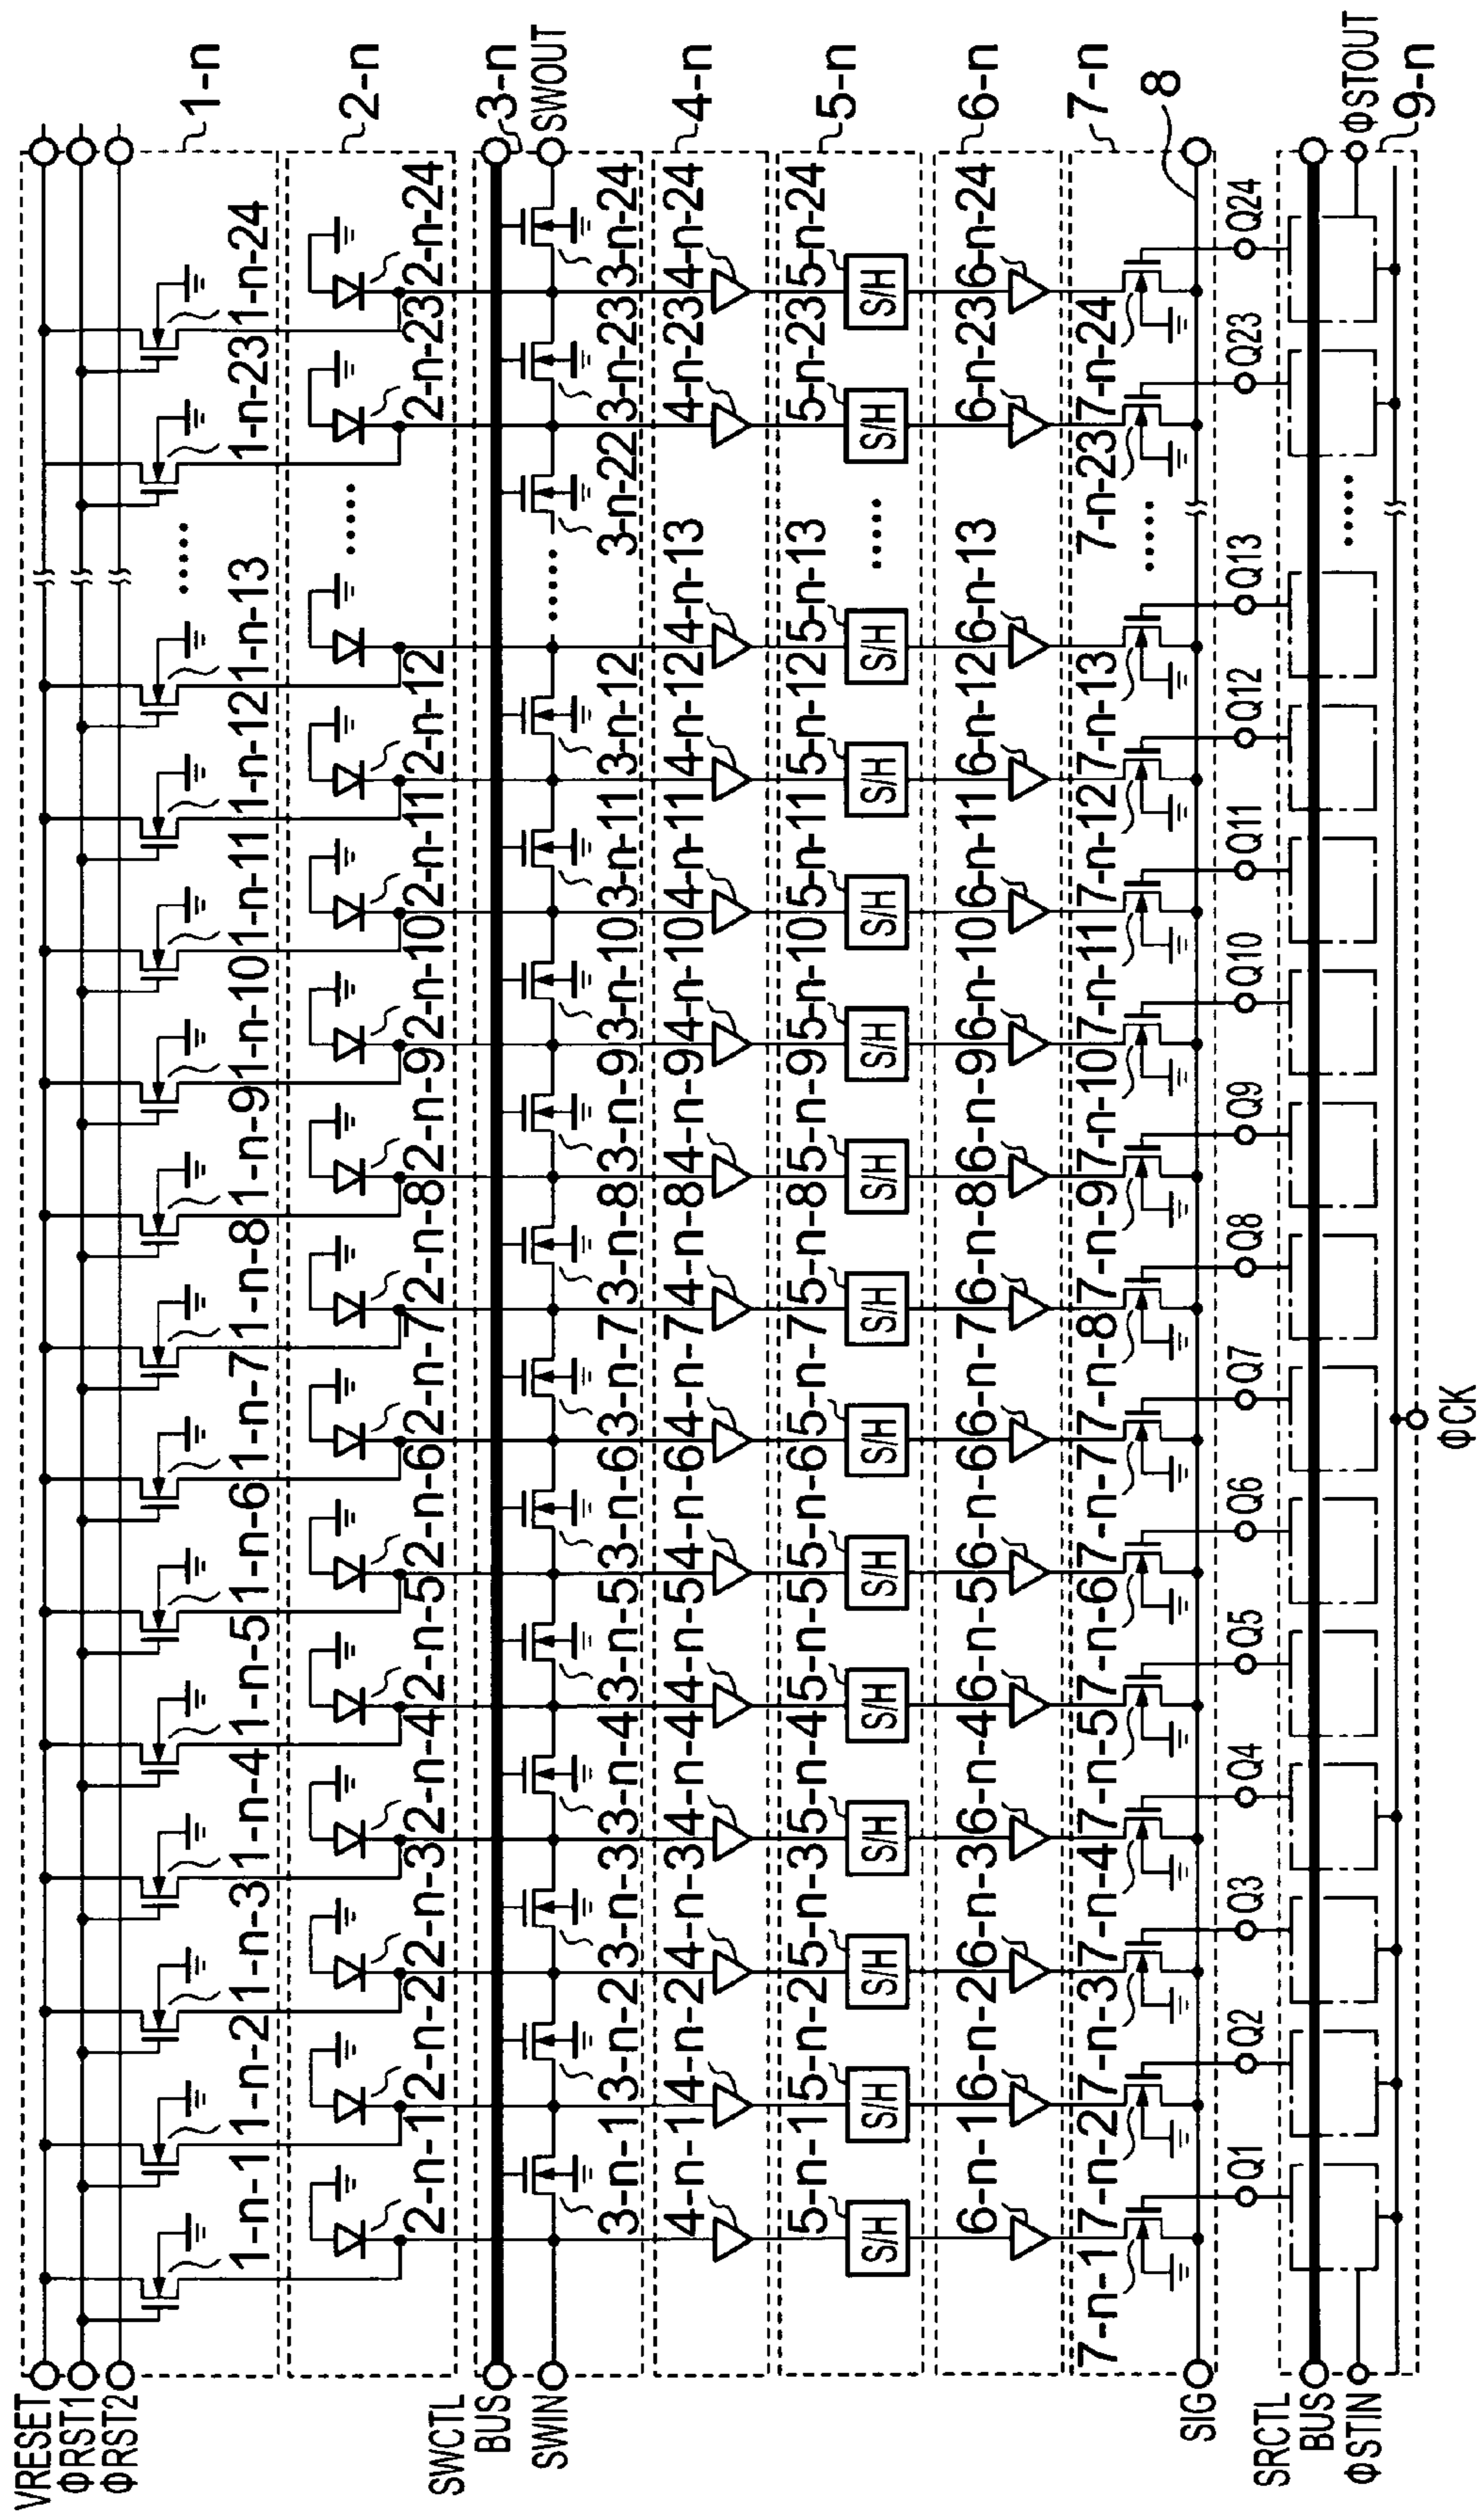 VRESET
ΦRST1
ΦRST2
1-n
1-n-1 1-n-2 1-n-3 1-n-4 1-n-5 1-n-6 1-n-7 1-n-8 1-n-9 1-n-10 1-n-11 1-n-12 1-n-13 ····· 1-n-23 1-n-24
2-n
2-n-1 2-n-2 2-n-3 2-n-4 2-n-5 2-n-6 2-n-7 2-n-8 2-n-9 2-n-10 2-n-11 2-n-12 ····· 2-n-23 2-n-24
SWCTL
BUS
3-n
SWIN
SWOUT
3-n-1 3-n-2 3-n-3 3-n-4 3-n-5 3-n-6 3-n-7 3-n-8 3-n-9 3-n-10 3-n-11 3-n-12 ····· 3-n-22 3-n-23 3-n-24
4-n
4-n-1 4-n-2 4-n-3 4-n-4 4-n-5 4-n-6 4-n-7 4-n-8 4-n-9 4-n-10 4-n-11 4-n-12 4-n-13 4-n-23 4-n-24
5-n
5-n-1 5-n-2 5-n-3 5-n-4 5-n-5 5-n-6 5-n-7 5-n-8 5-n-9 5-n-10 5-n-11 5-n-12 5-n-13 5-n-23 5-n-24
S/H S/H S/H S/H S/H S/H S/H S/H S/H S/H S/H S/H S/H ····· S/H S/H
6-n
6-n-1 6-n-2 6-n-3 6-n-4 6-n-5 6-n-6 6-n-7 6-n-8 6-n-9 6-n-10 6-n-11 6-n-12 6-n-13 6-n-23 6-n-24
7-n
7-n-1 7-n-2 7-n-3 7-n-4 7-n-5 7-n-6 7-n-7 7-n-8 7-n-9 7-n-10 7-n-11 7-n-12 7-n-13 ····· 7-n-23 7-n-24
8
SIG
Q1 Q2 Q3 Q4 Q5 Q6 Q7 Q8 Q9 Q10 Q11 Q12 Q13 Q23 Q24
SRCTL
BUS
ΦSTIN
·····
ΦSTOUT
9-n
ΦCK